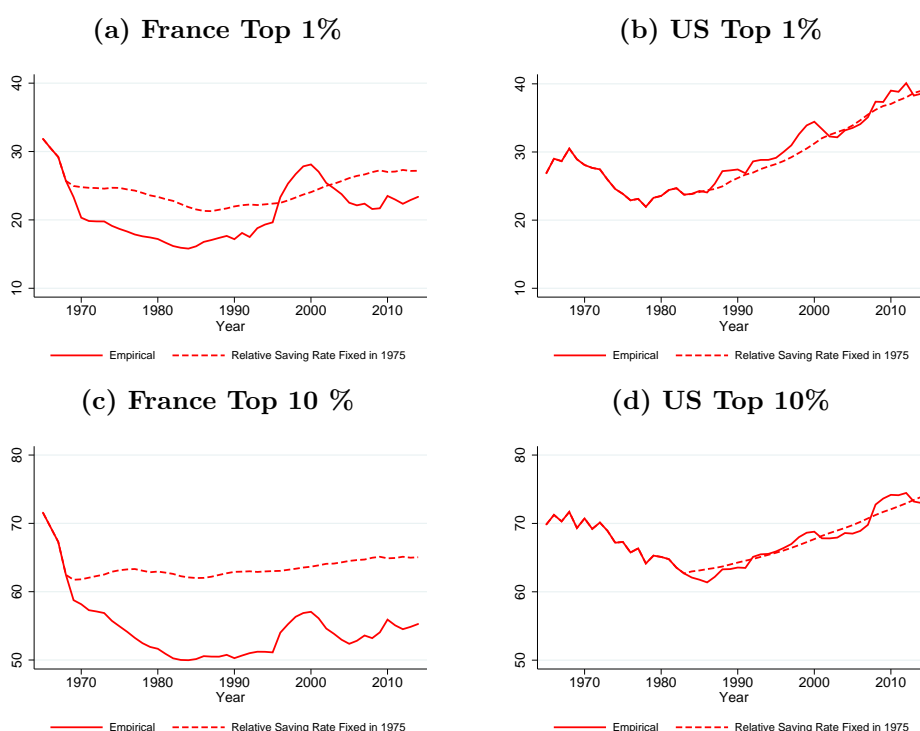 (a) France Top 1%
(b) US Top 1%
40
30
20
10
1970 1980 1990 2000 2010
Year
Empirical Relative Saving Rate Fixed in 1975
40
30
20
10
1970 1980 1990 2000 2010
Year
Empirical Relative Saving Rate Fixed in 1975
(c) France Top 10 %
(d) US Top 10%
80
70
60
50
1970 1980 1990 2000 2010
Year
Empirical Relative Saving Rate Fixed in 1975
80
70
60
50
1970 1980 1990 2000 2010
Year
Empirical Relative Saving Rate Fixed in 1975